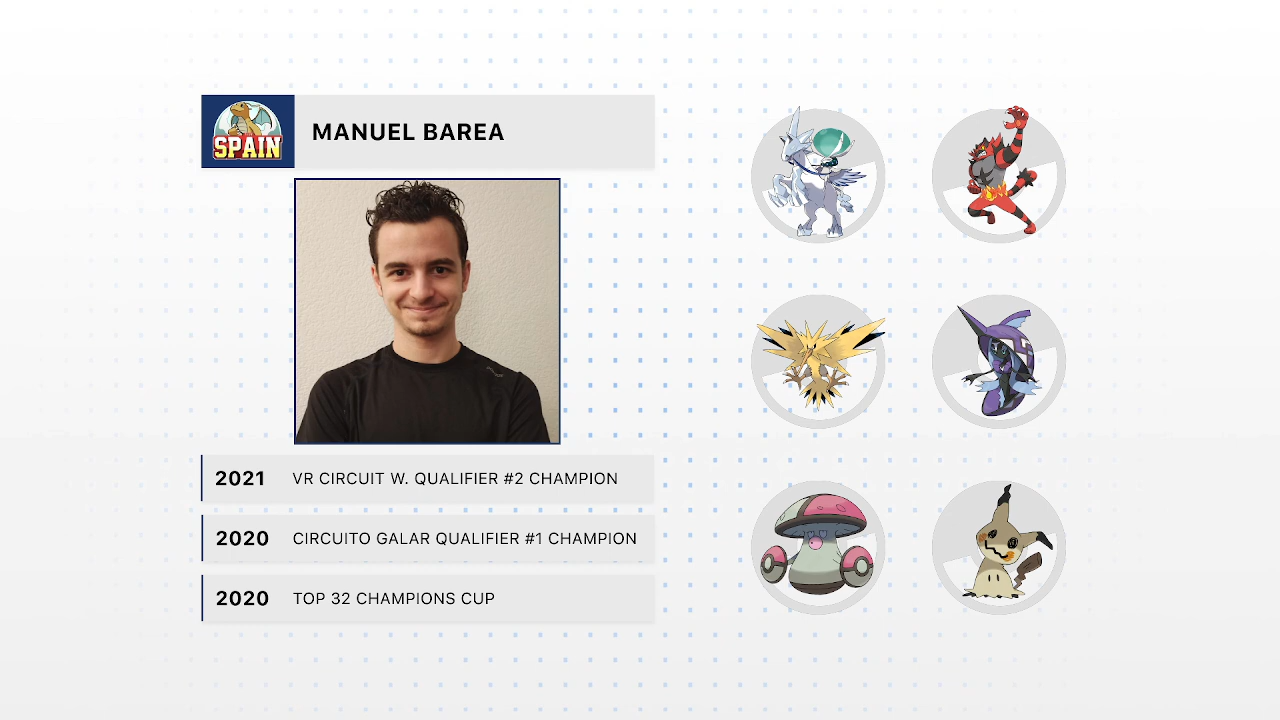 SPAIN
MANUEL BAREA
2021 VR CIRCUIT W. QUALIFIER #2 CHAMPION
2020 CIRCUITO GALAR QUALIFIER #1 CHAMPION
2020 TOP 32 CHAMPIONS CUP